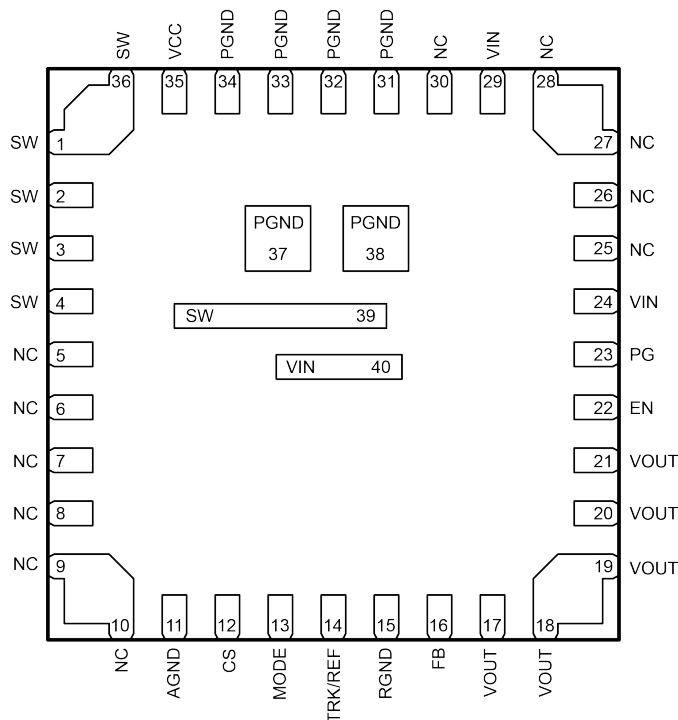 SW
VCC
PGND
PGND
PGND
PGND
NC
VIN
NC
36
35
34
33
32
31
30
29
28
SW 1
27 NC
SW 2
26 NC
SW 3
25 NC
SW 4
24 VIN
NC 5
23 PG
NC 6
22 EN
NC 7
21 VOUT
NC 8
20 VOUT
NC 9
19 VOUT
PGND
37
PGND
38
SW 39
VIN 40
10
11
12
13
14
15
16
17
18
NC
AGND
CS
MODE
TRK/REF
RGND
FB
VOUT
VOUT